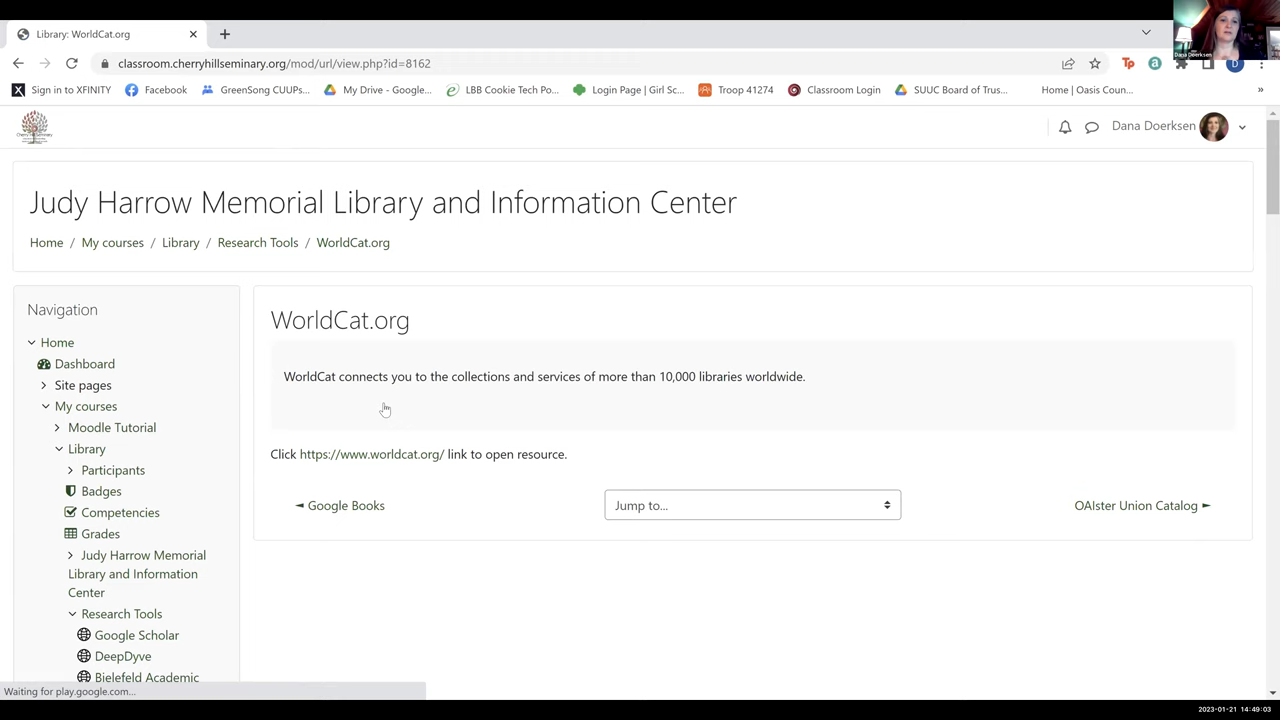 Library: WorldCat.org
classroom.cherryhillseminary.org/mod/url/view.php?id=8162
Dana Doerksen
Sign in to XFINITY Facebook GreenSong CUUPs... My Drive - Google... LBB Cookie Tech Po... Login Page | Girl Sc... Troop 41274 Classroom Login SUUC Board of Trus... Home | Oasis Coun... »
Dana Doerksen
Judy Harrow Memorial Library and Information Center
Home / My courses / Library / Research Tools / WorldCat.org
Navigation
Home
Dashboard
Site pages
My courses
Moodle Tutorial
Library
Participants
Badges
Competencies
Grades
Judy Harrow Memorial
Library and Information
Center
Research Tools
Google Scholar
DeepDyve
Bielefeld Academic
WorldCat.org
WorldCat connects you to the collections and services of more than 10,000 libraries worldwide.
Click https://www.worldcat.org/ link to open resource.
◄ Google Books
Jump to...
OAIster Union Catalog ►
Waiting for play.google.com...
2023-01-21 14:49:03